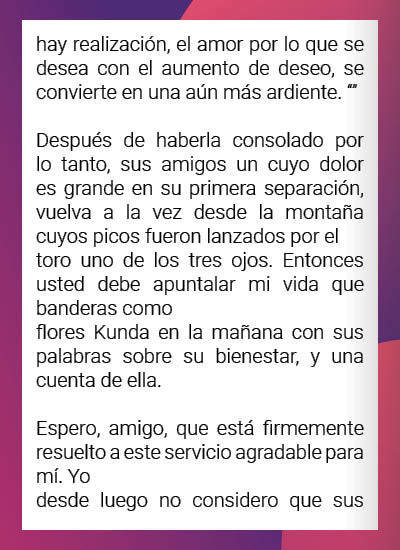 hay realización, el amor por lo que se
desea con el aumento de deseo, se
convierte en una aún más ardiente. “”
Después de haberla consolado por
lo tanto, sus amigos un cuyo dolor
es grande en su primera separación,
vuelva a la vez desde la montaña
cuyos picos fueron lanzados por el
toro uno de los tres ojos. Entonces
usted debe apuntalar mi vida que
banderas como
flores Kunda en la mañana con sus
palabras sobre su bienestar, y una
cuenta de ella.
Espero, amigo, que está firmemente
resuelto a este servicio agradable para
mí. Yo
desde luego no considero que sus